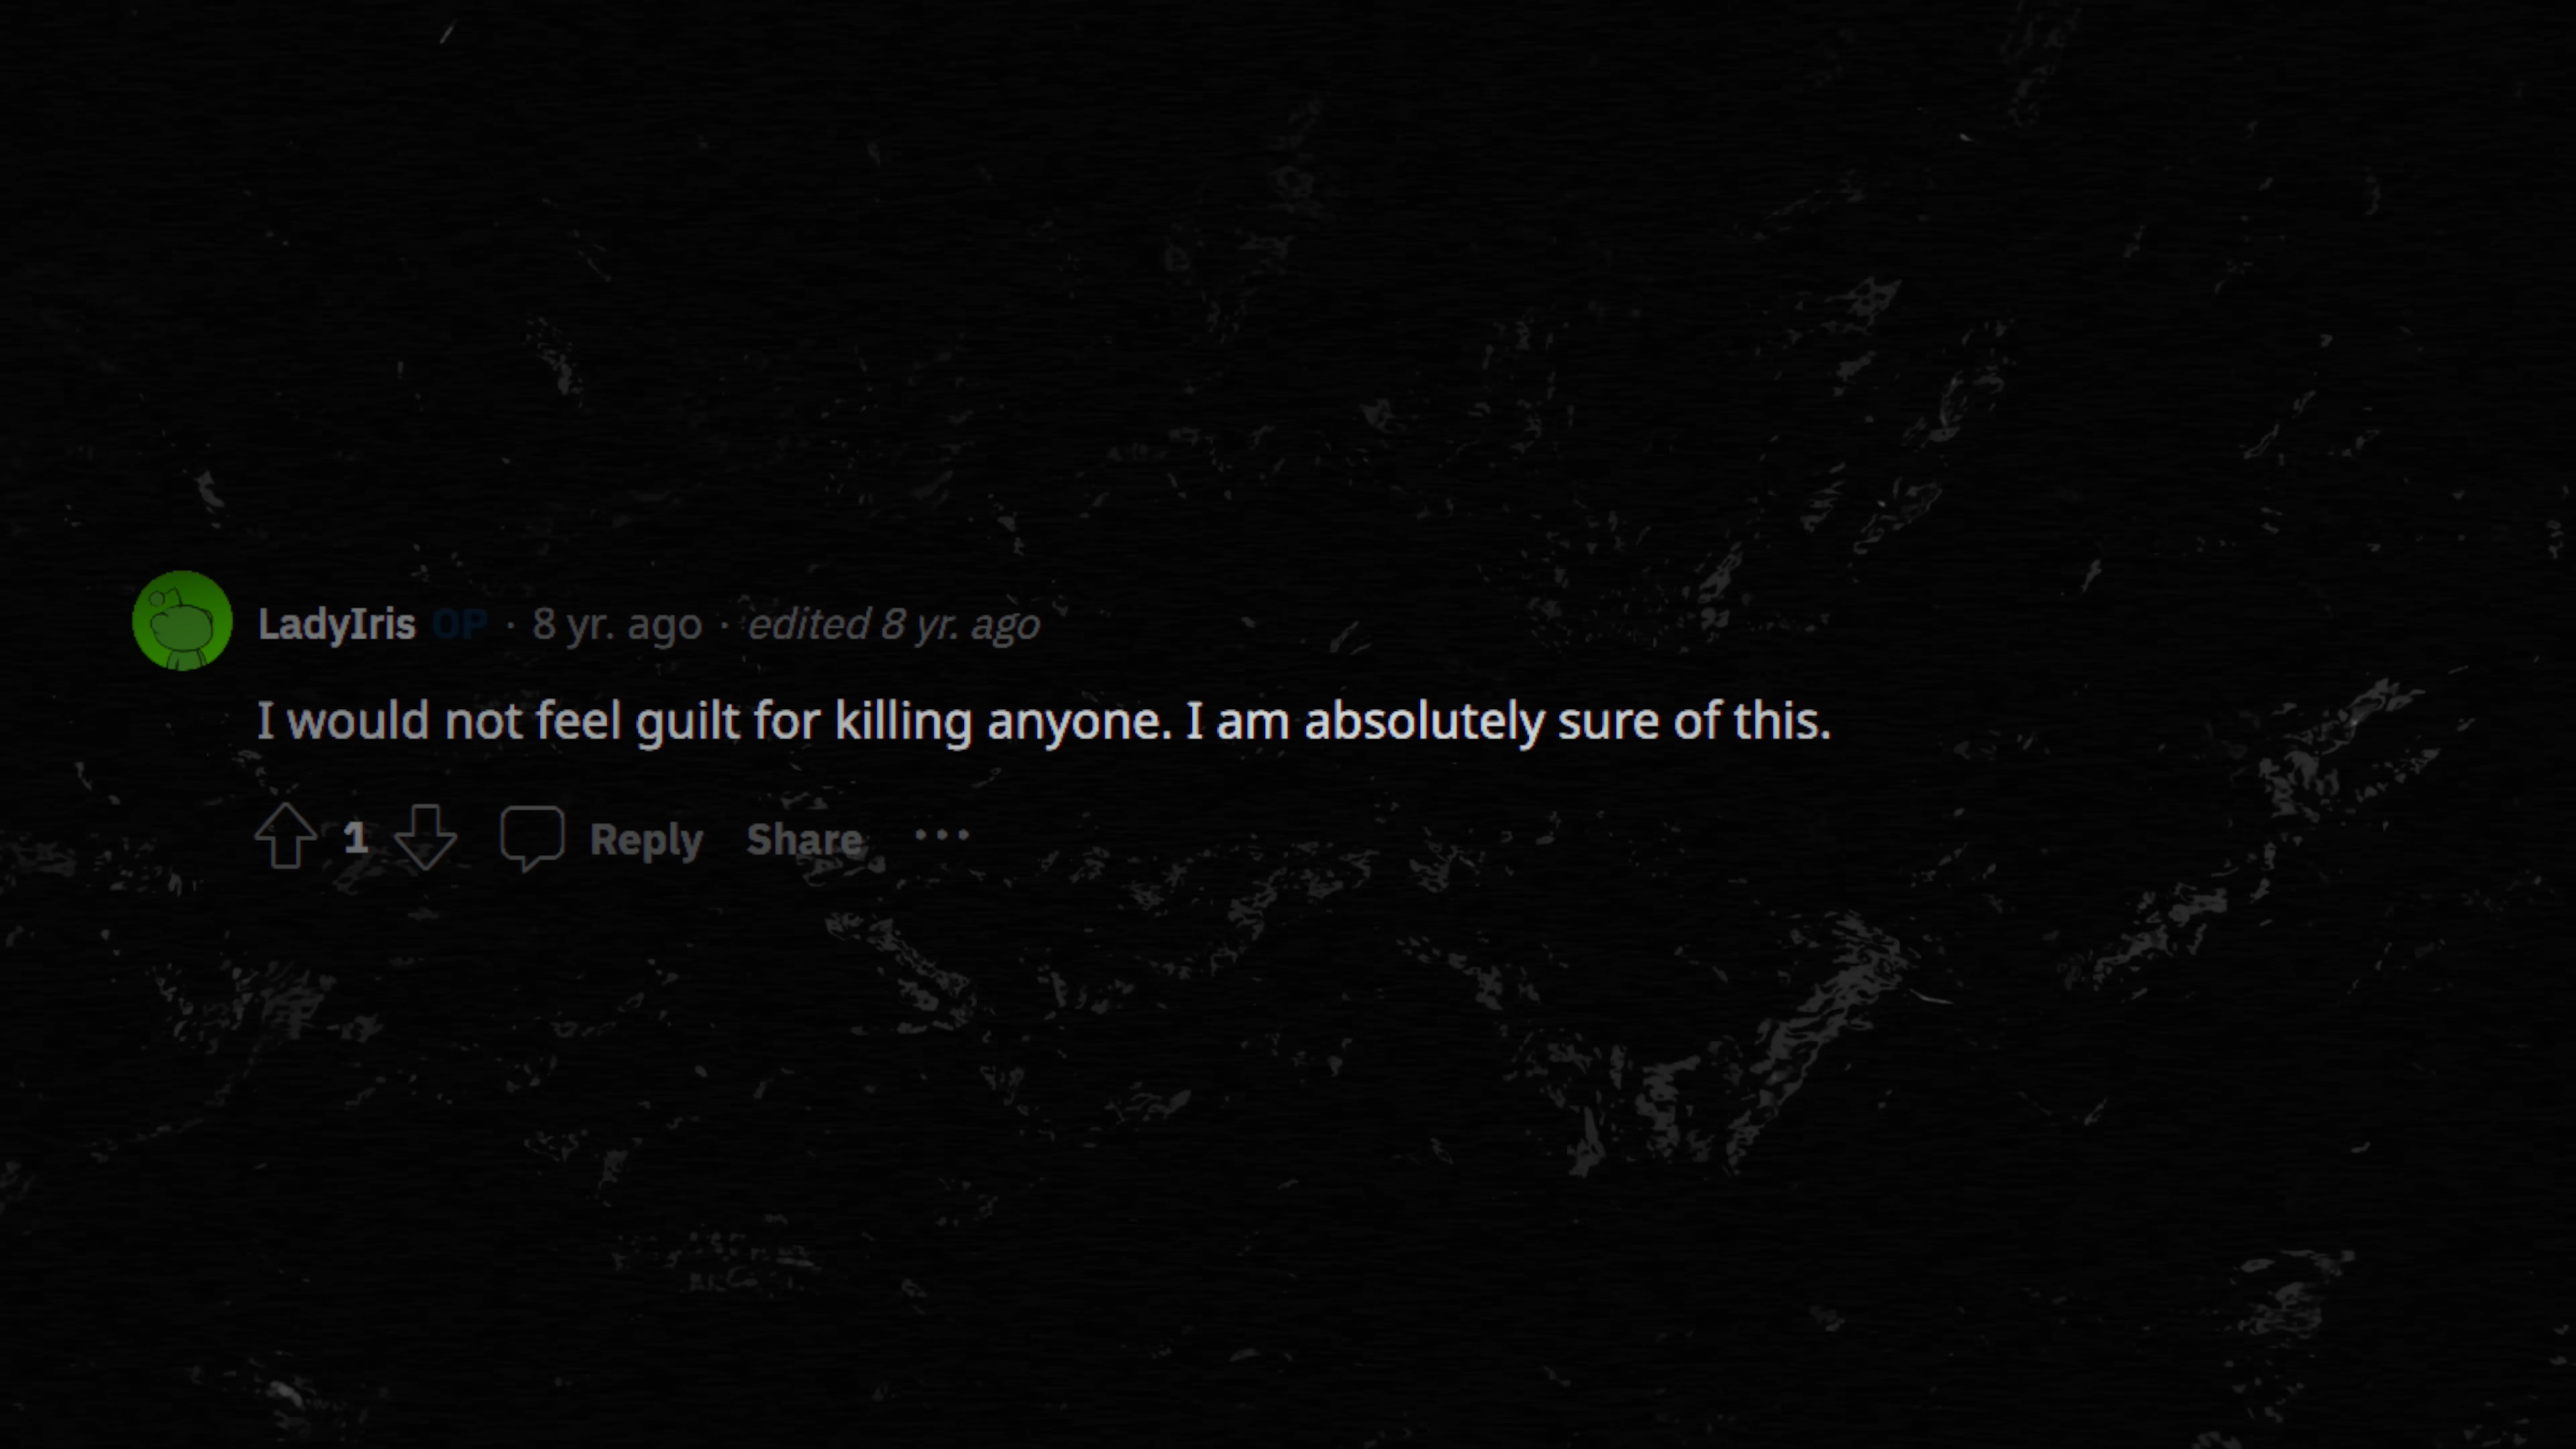 LadyIris OP · 8 yr. ago · edited 8 yr. ago
I would not feel guilt for killing anyone. I am absolutely sure of this.
1 Reply Share ···